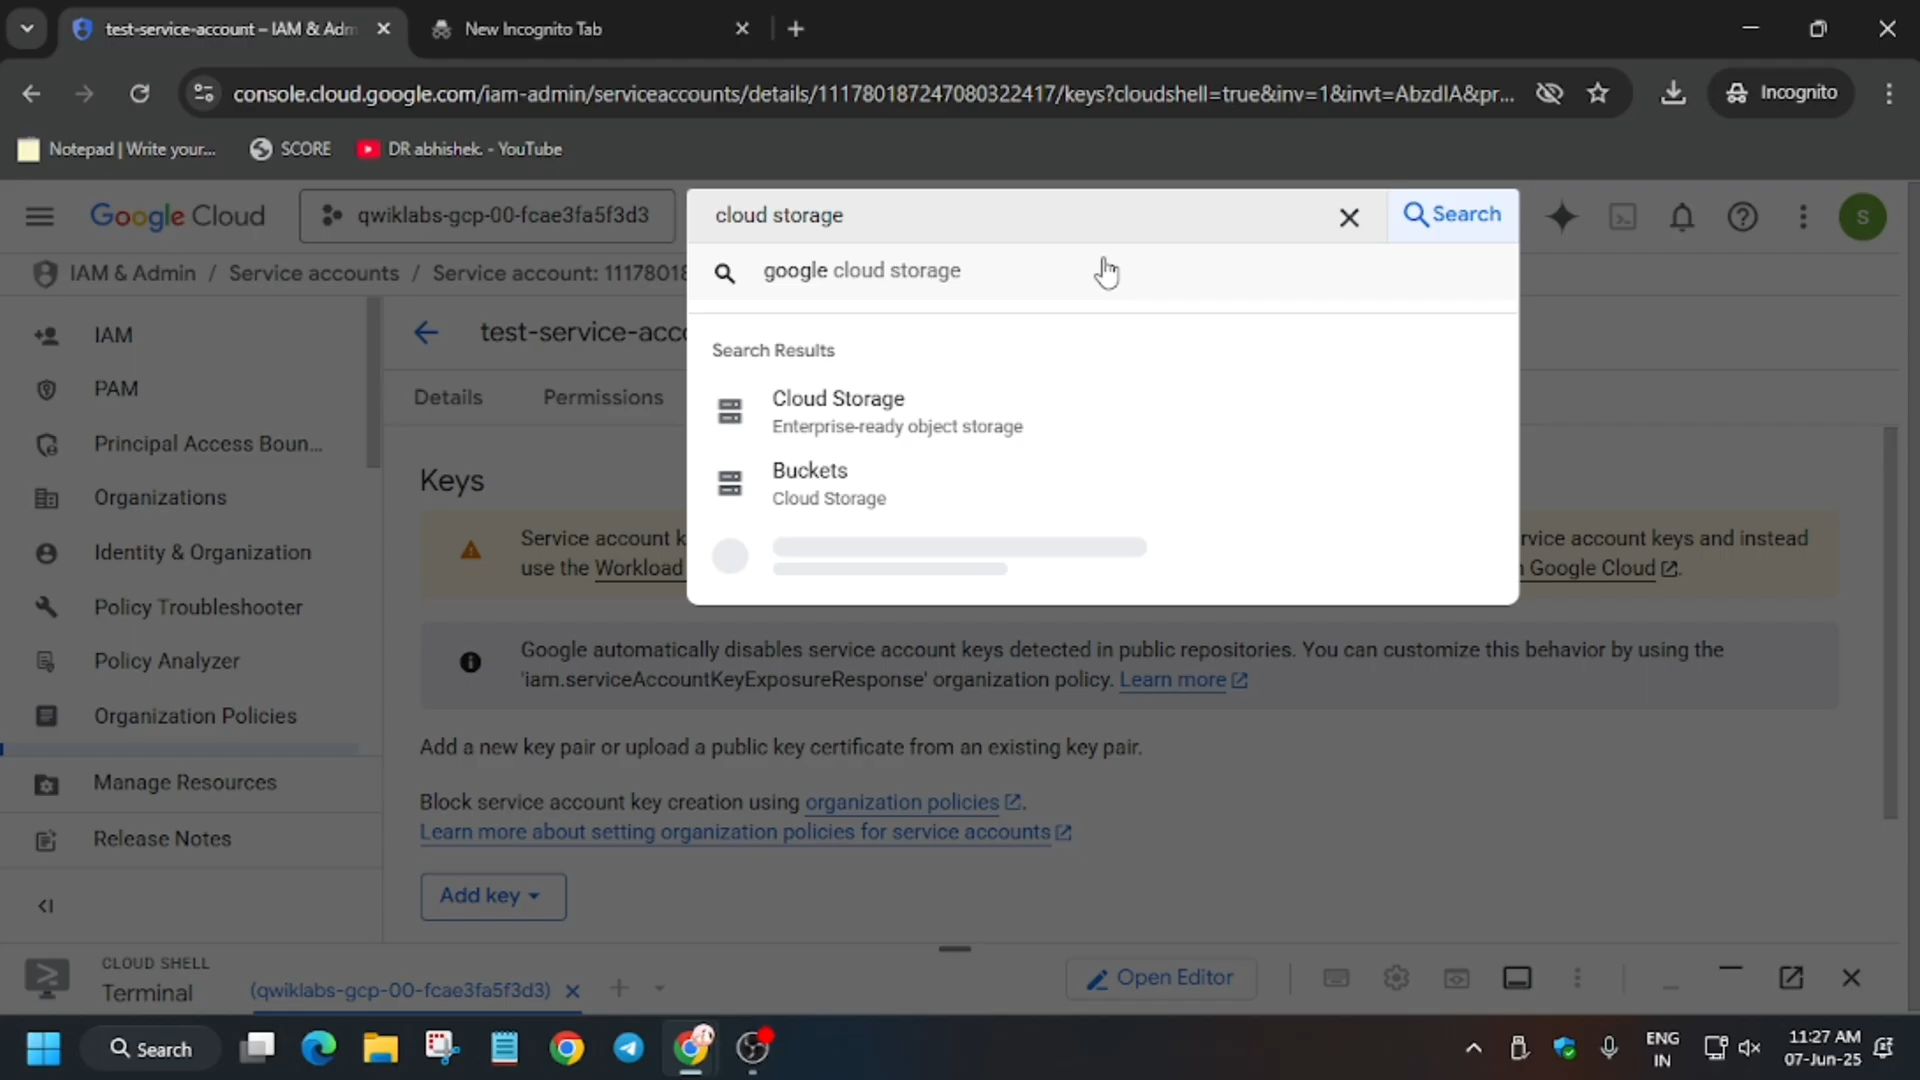 test-service-account – IAM & Adm
New Incognito Tab
console.cloud.google.com/iam-admin/serviceaccounts/details/111780187247080322417/keys?cloudshell=true&inv=1&invt=AbzdIA&pr...
Incognito
Notepad | Write your...
SCORE
DR abhishek. - YouTube
Google Cloud
qwiklabs-gcp-00-fcae3fa5f3d3
cloud storage
Search
S
IAM & Admin / Service accounts / Service account: 11178018
google cloud storage
IAM
test-service-acco
Search Results
PAM
Details
Permissions
Cloud Storage
Enterprise-ready object storage
Principal Access Boun...
Keys
Buckets
Cloud Storage
Organizations
Service account k
rvice account keys and instead
use the Workload
Google Cloud
Identity & Organization
Policy Troubleshooter
Google automatically disables service account keys detected in public repositories. You can customize this behavior by using the
'iam.serviceAccountKeyExposureResponse' organization policy. Learn more
Policy Analyzer
Organization Policies
Add a new key pair or upload a public key certificate from an existing key pair.
Manage Resources
Block service account key creation using organization policies.
Learn more about setting organization policies for service accounts
Release Notes
Add key
CLOUD SHELL
Terminal
(qwiklabs-gcp-00-fcae3fa5f3d3)
Open Editor
Search
ENG
IN
11:27 AM
07-Jun-25